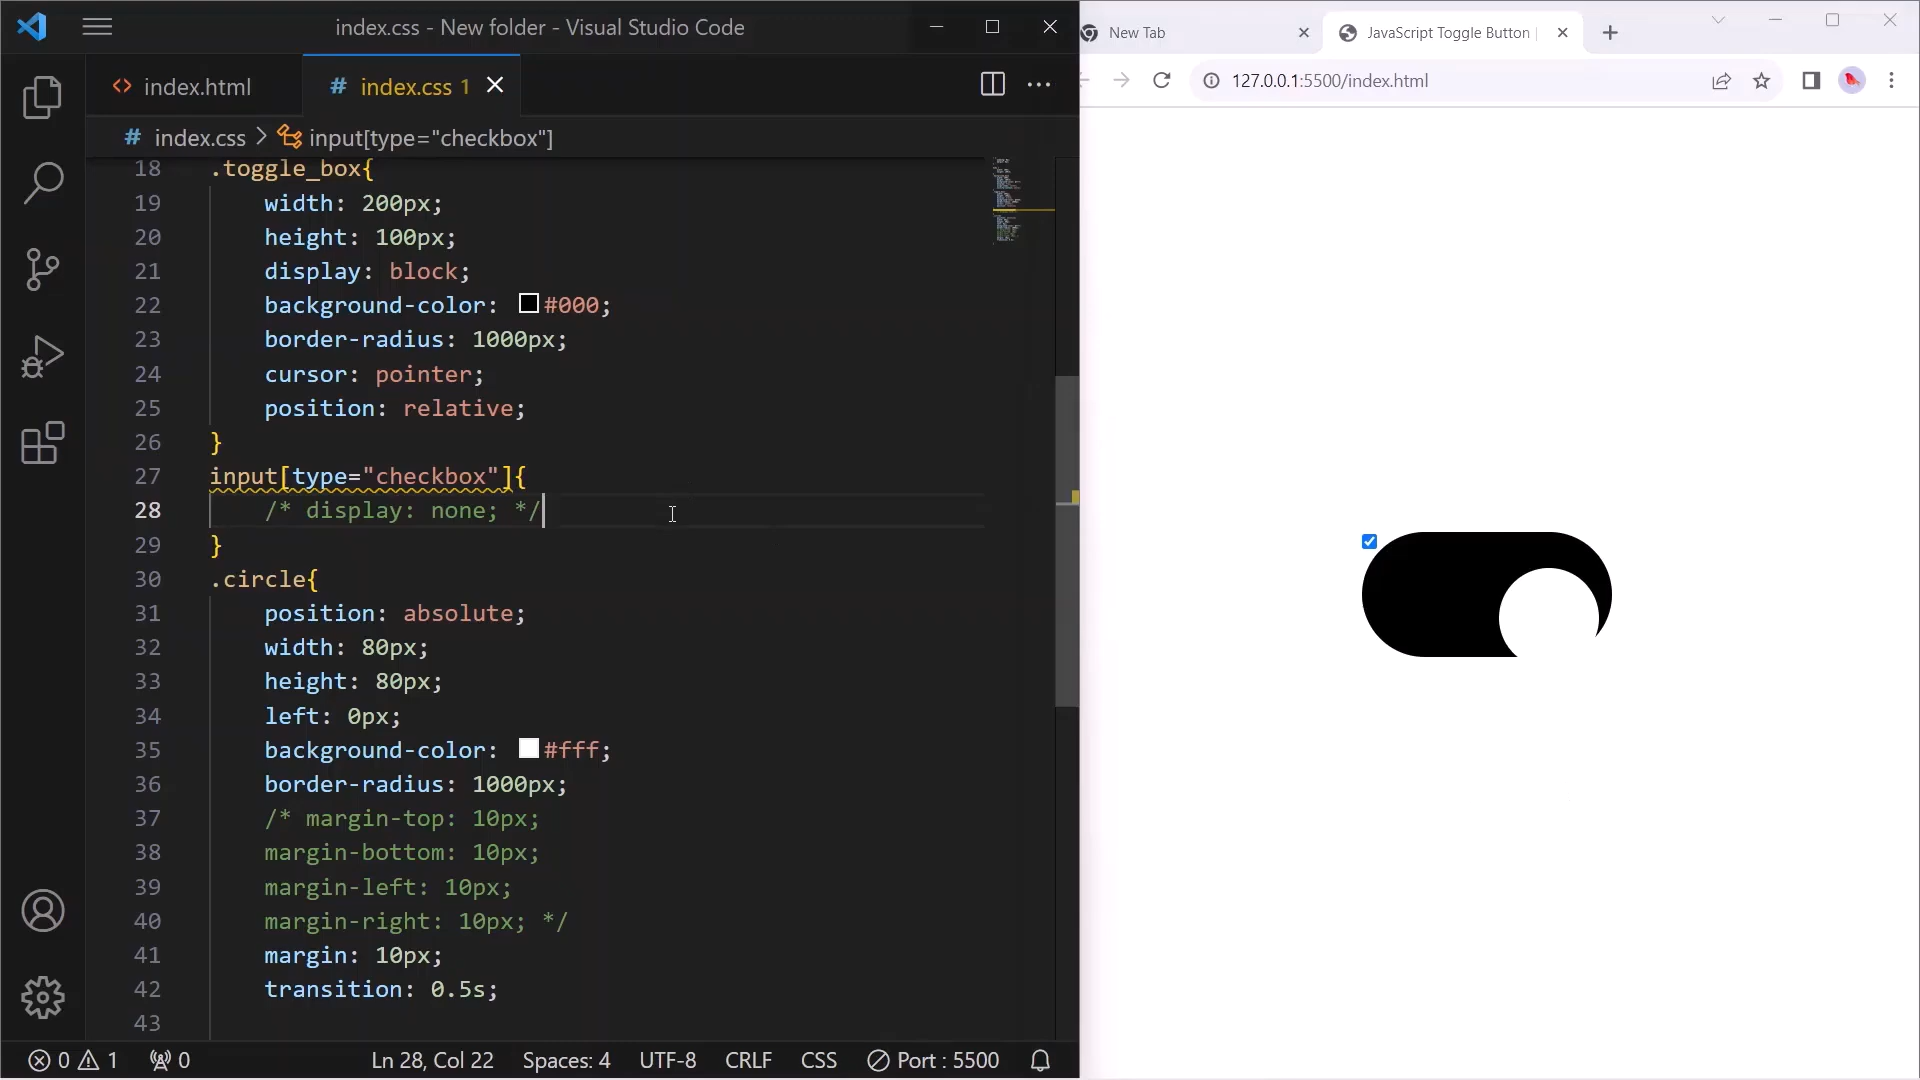 index.css - New folder - Visual Studio Code
index.html
# index.css 1
# index.css > input[type="checkbox"]
18 .toggle_box{
19 width: 200px;
20 height: 100px;
21 display: block;
22 background-color: #000;
23 border-radius: 1000px;
24 cursor: pointer;
25 position: relative;
26 }
27 input[type="checkbox"]{
28 /* display: none; */
29 }
30 .circle{
31 position: absolute;
32 width: 80px;
33 height: 80px;
34 left: 0px;
35 background-color: #fff;
36 border-radius: 1000px;
37 /* margin-top: 10px;
38 margin-bottom: 10px;
39 margin-left: 10px;
40 margin-right: 10px; */
41 margin: 10px;
42 transition: 0.5s;
43
0 1 0 Ln 28, Col 22 Spaces: 4 UTF-8 CRLF CSS Port : 5500
New Tab
JavaScript Toggle Button |
127.0.0.1:5500/index.html